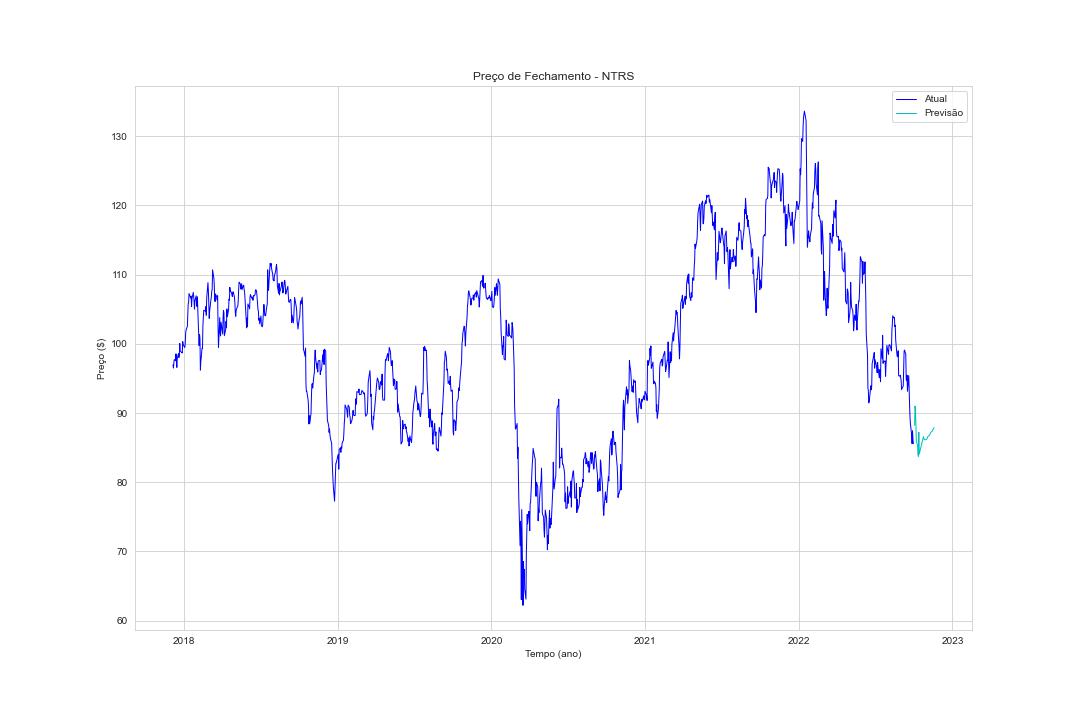 Preço de Fechamento - NTRS
Atual
Previsão
130
120
110
100
90
80
70
60
Preço ($)
2018 2019 2020 2021 2022 2023
Tempo (ano)